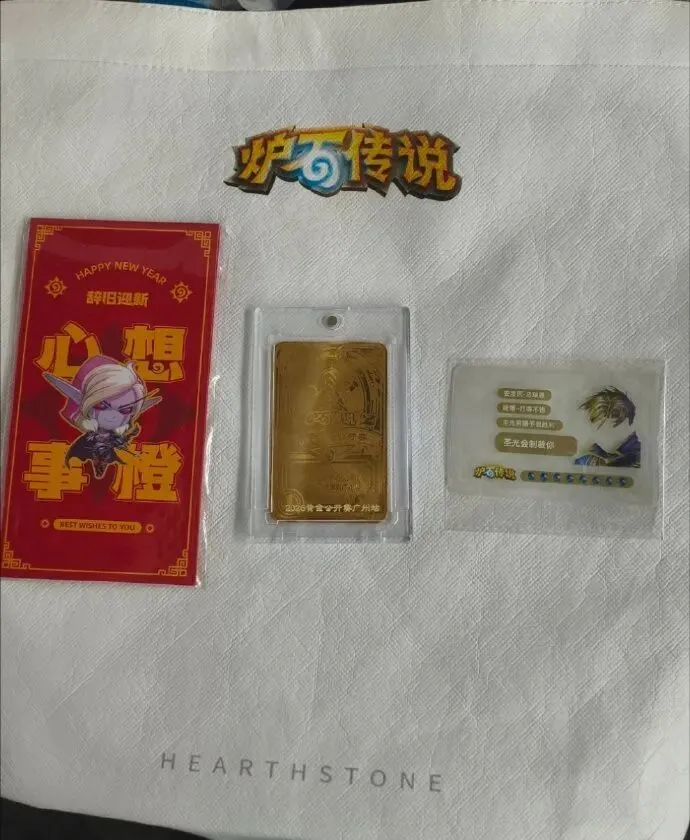 炉石传说
HAPPY NEW YEAR
辞旧迎新
心想
事橙
BEST WISHES TO YOU
2026黄金公开赛广州站
圣光会制裁你
炉石传说
HEARTHSTONE